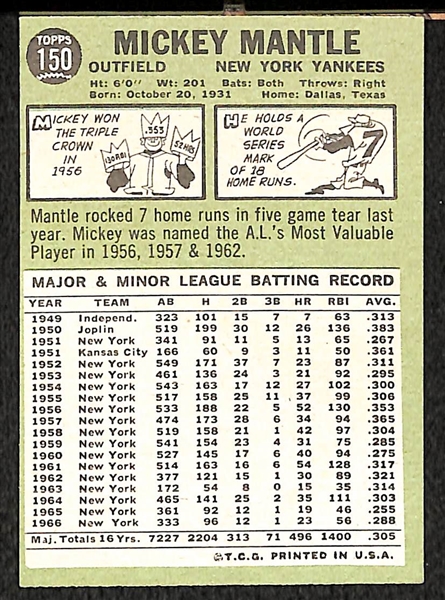 TOPPS
150
MICKEY MANTLE
OUTFIELD NEW YORK YANKEES
Ht: 6'0" Wt: 201 Bats: Both Throws: Right
Born: October 20, 1931 Home: Dallas, Texas
MICKEY WON
THE TRIPLE
CROWN
IN
1956
130 RBI
.353
52 HRS
HE HOLDS A
WORLD
SERIES
MARK
OF 18
HOME RUNS.
7
Mantle rocked 7 home runs in five game tear last
year. Mickey was named the A.L.'s Most Valuable
Player in 1956, 1957 & 1962.
MAJOR & MINOR LEAGUE BATTING RECORD
YEAR TEAM AB H 2B 3B HR RBI AVG.
1949 Independ. 323 101 15 7 7 63 .313
1950 Joplin 519 199 30 12 26 136 .383
1951 New York 341 91 11 5 13 65 .267
1951 Kansas City 166 60 9 3 11 50 .361
1952 New York 549 171 37 7 23 87 .311
1953 New York 461 136 24 3 21 92 .295
1954 New York 543 163 17 12 27 102 .300
1955 New York 517 158 25 11 37 99 .306
1956 New York 533 188 22 5 52 130 .353
1957 New York 474 173 28 6 34 94 .365
1958 New York 519 158 21 1 42 97 .304
1959 New York 541 154 23 4 31 75 .285
1960 New York 527 145 17 6 40 94 .275
1961 New York 514 163 16 6 54 128 .317
1962 New York 377 121 15 1 30 89 .321
1963 New York 172 54 8 0 15 35 .314
1964 New York 465 141 25 2 35 111 .303
1965 New York 361 92 12 1 19 46 .255
1966 New York 333 96 12 1 23 56 .288
Maj. Totals 16 Yrs. 7227 2204 313 71 496 1400 .305
© T.C.G. PRINTED IN U.S.A.